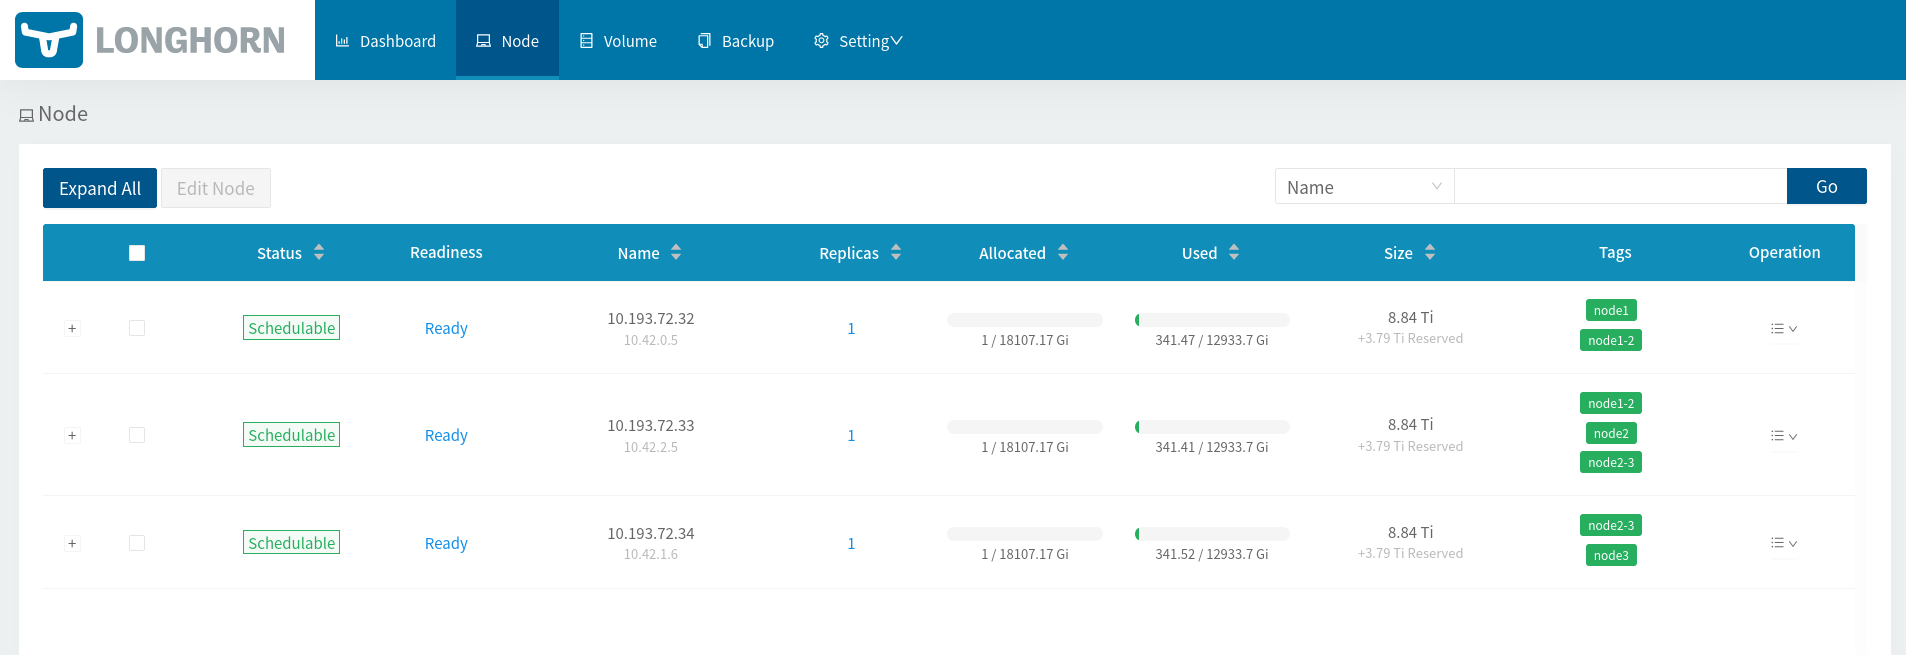 LONGHORN
Dashboard Node Volume Backup Setting
Node
Expand All Edit Node Name Go
Status Readiness Name Replicas Allocated Used Size Tags Operation
+ Schedulable Ready 10.193.72.32 1 8.84 Ti node1
10.42.0.5 1 / 18107.17 Gi 341.47 / 12933.7 Gi +3.79 Ti Reserved node1-2
node1-2
+ Schedulable Ready 10.193.72.33 1 8.84 Ti node2
10.42.2.5 1 / 18107.17 Gi 341.41 / 12933.7 Gi +3.79 Ti Reserved
node2-3
+ Schedulable Ready 10.193.72.34 1 8.84 Ti node2-3
10.42.1.6 1 / 18107.17 Gi 341.52 / 12933.7 Gi +3.79 Ti Reserved node3